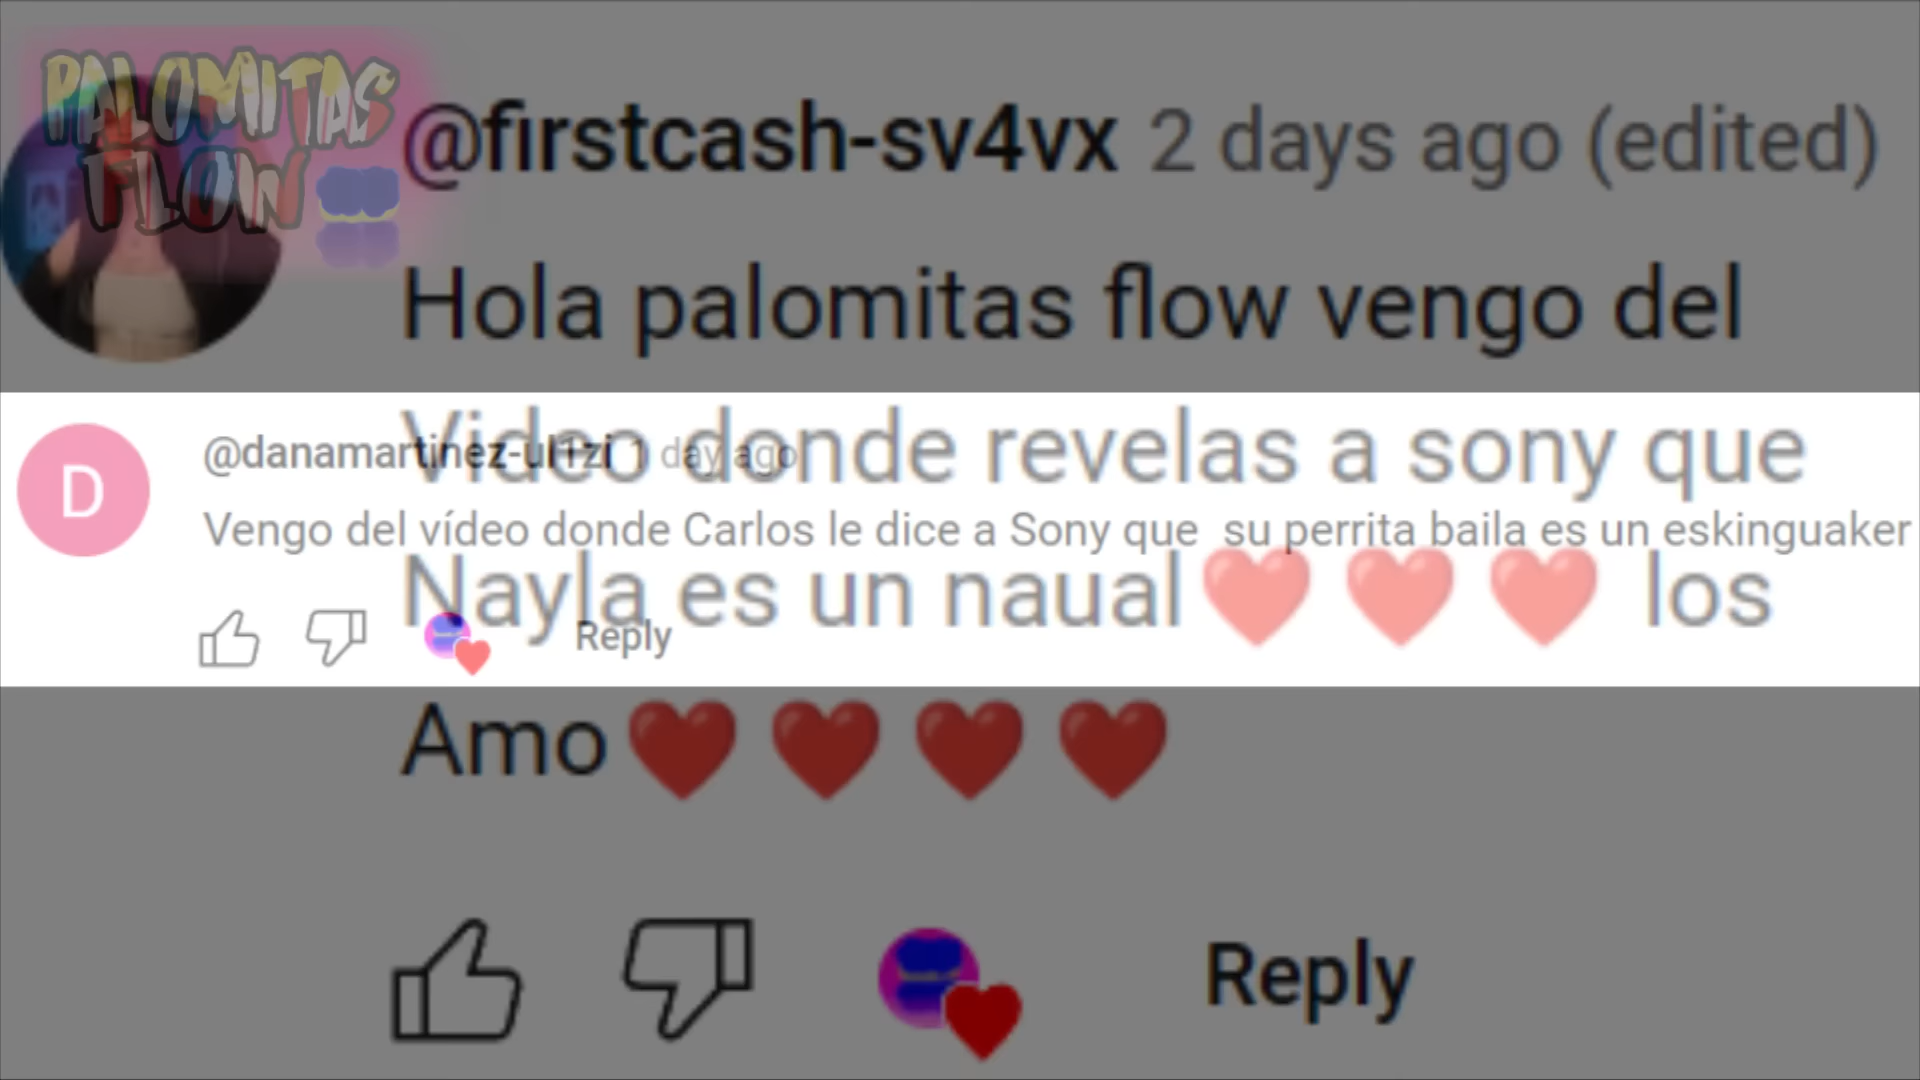 PALOMITAS
FLOW
@firstcash-sv4vx 2 days ago (edited)
Hola palomitas flow vengo del
Video donde revelas a sony que
Nayla es un naual❤️❤️❤️ los
Amo❤️❤️❤️❤️
Reply
D
@danamartinez-ul1zi 1 day ago
Vengo del vídeo donde Carlos le dice a Sony que su perrita baila es un eskinguaker
Reply